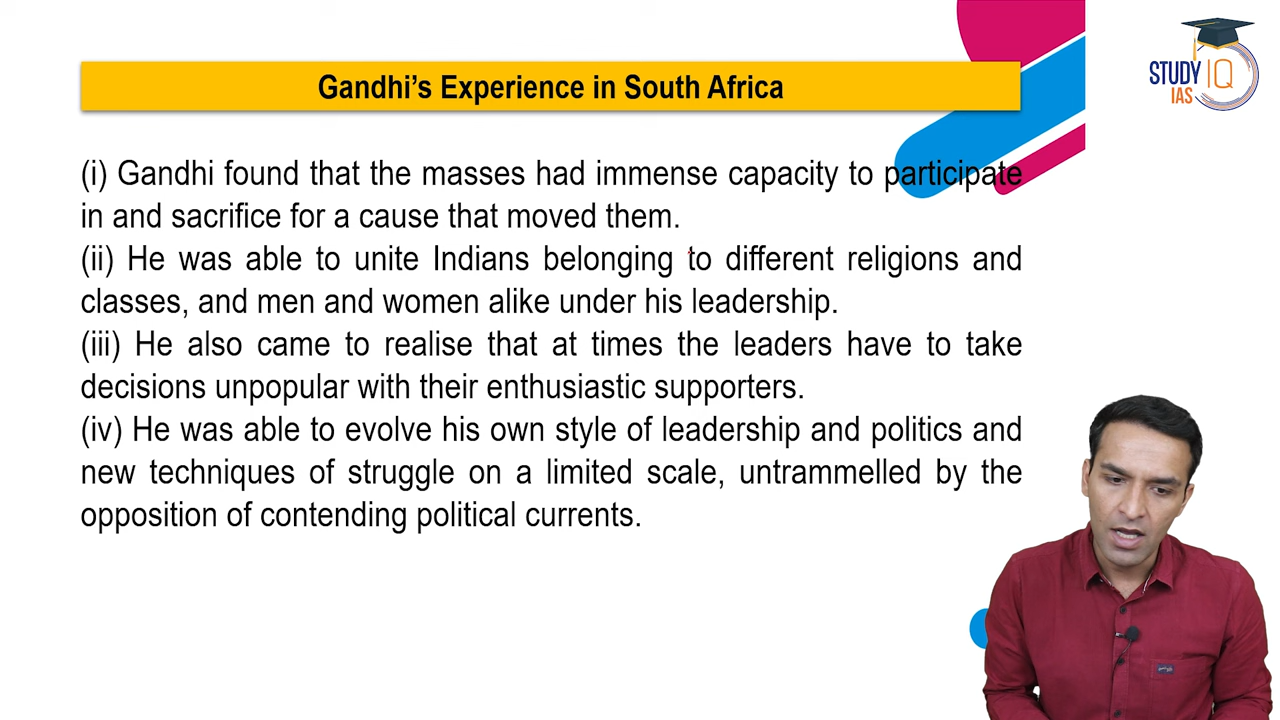 Gandhi's Experience in South Africa
STUDY IQ
IAS
(i) Gandhi found that the masses had immense capacity to participate
in and sacrifice for a cause that moved them.
(ii) He was able to unite Indians belonging to different religions and
classes, and men and women alike under his leadership.
(iii) He also came to realise that at times the leaders have to take
decisions unpopular with their enthusiastic supporters.
(iv) He was able to evolve his own style of leadership and politics and
new techniques of struggle on a limited scale, untrammelled by the
opposition of contending political currents.